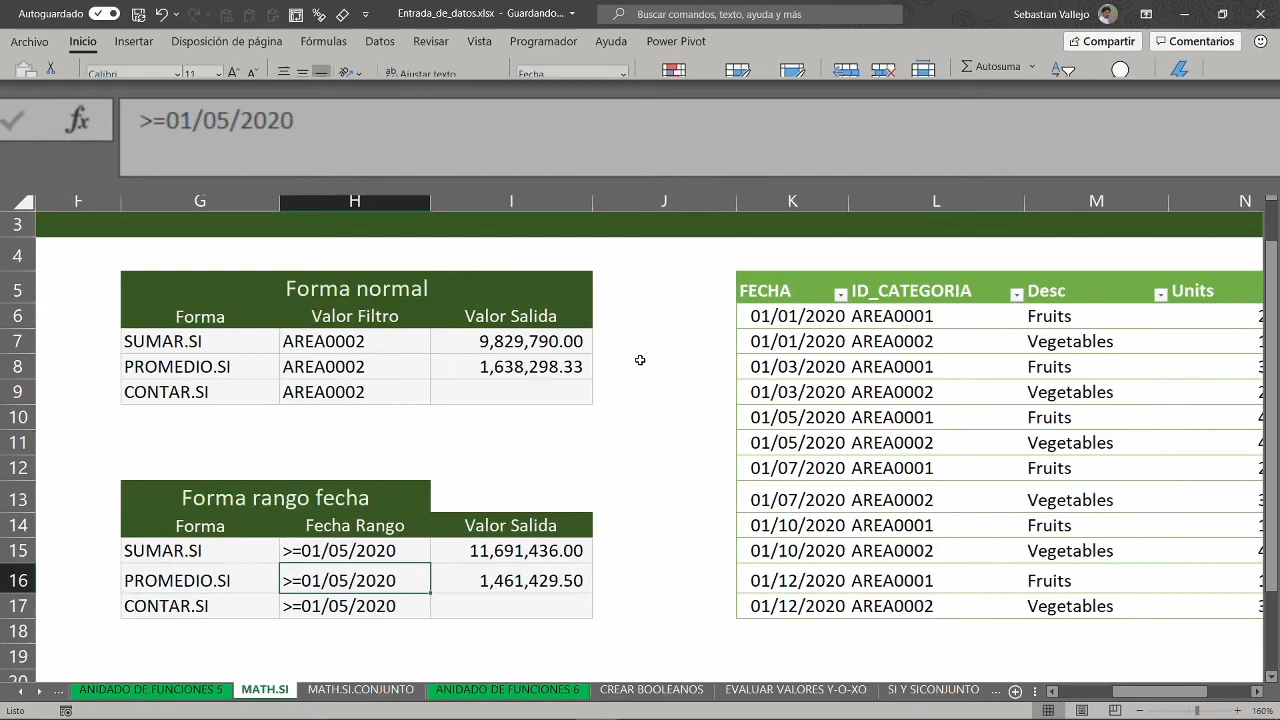 Autoguardado
Entrada_de_datos.xlsx - Guardando...
Buscar comandos, texto, ayuda y más
Sebastian Vallejo
Archivo Inicio Insertar Disposición de página Fórmulas Datos Revisar Vista Programador Ayuda Power Pivot Compartir Comentarios
Calibri 11 Ajustar texto Fecha Autosuma
fx >=01/05/2020
F G H I J K L M N
3
4
5 Forma normal FECHA ID_CATEGORIA Desc Units
6 Forma Valor Filtro Valor Salida 01/01/2020 AREA0001 Fruits
7 SUMAR.SI AREA0002 9,829,790.00 01/01/2020 AREA0002 Vegetables
8 PROMEDIO.SI AREA0002 1,638,298.33 01/03/2020 AREA0001 Fruits
9 CONTAR.SI AREA0002 01/03/2020 AREA0002 Vegetables
10 01/05/2020 AREA0001 Fruits
11 01/05/2020 AREA0002 Vegetables
12 01/07/2020 AREA0001 Fruits
13 Forma rango fecha 01/07/2020 AREA0002 Vegetables
14 Forma Fecha Rango Valor Salida 01/10/2020 AREA0001 Fruits
15 SUMAR.SI >=01/05/2020 11,691,436.00 01/10/2020 AREA0002 Vegetables
16 PROMEDIO.SI >=01/05/2020 1,461,429.50 01/12/2020 AREA0001 Fruits
17 CONTAR.SI >=01/05/2020 01/12/2020 AREA0002 Vegetables
18
19
... ANIDADO DE FUNCIONES 5 MATH.SI MATH.SI.CONJUNTO ANIDADO DE FUNCIONES 6 CREAR BOOLEANOS EVALUAR VALORES Y-O-XO SI Y SICONJUNTO ...
Listo 160%